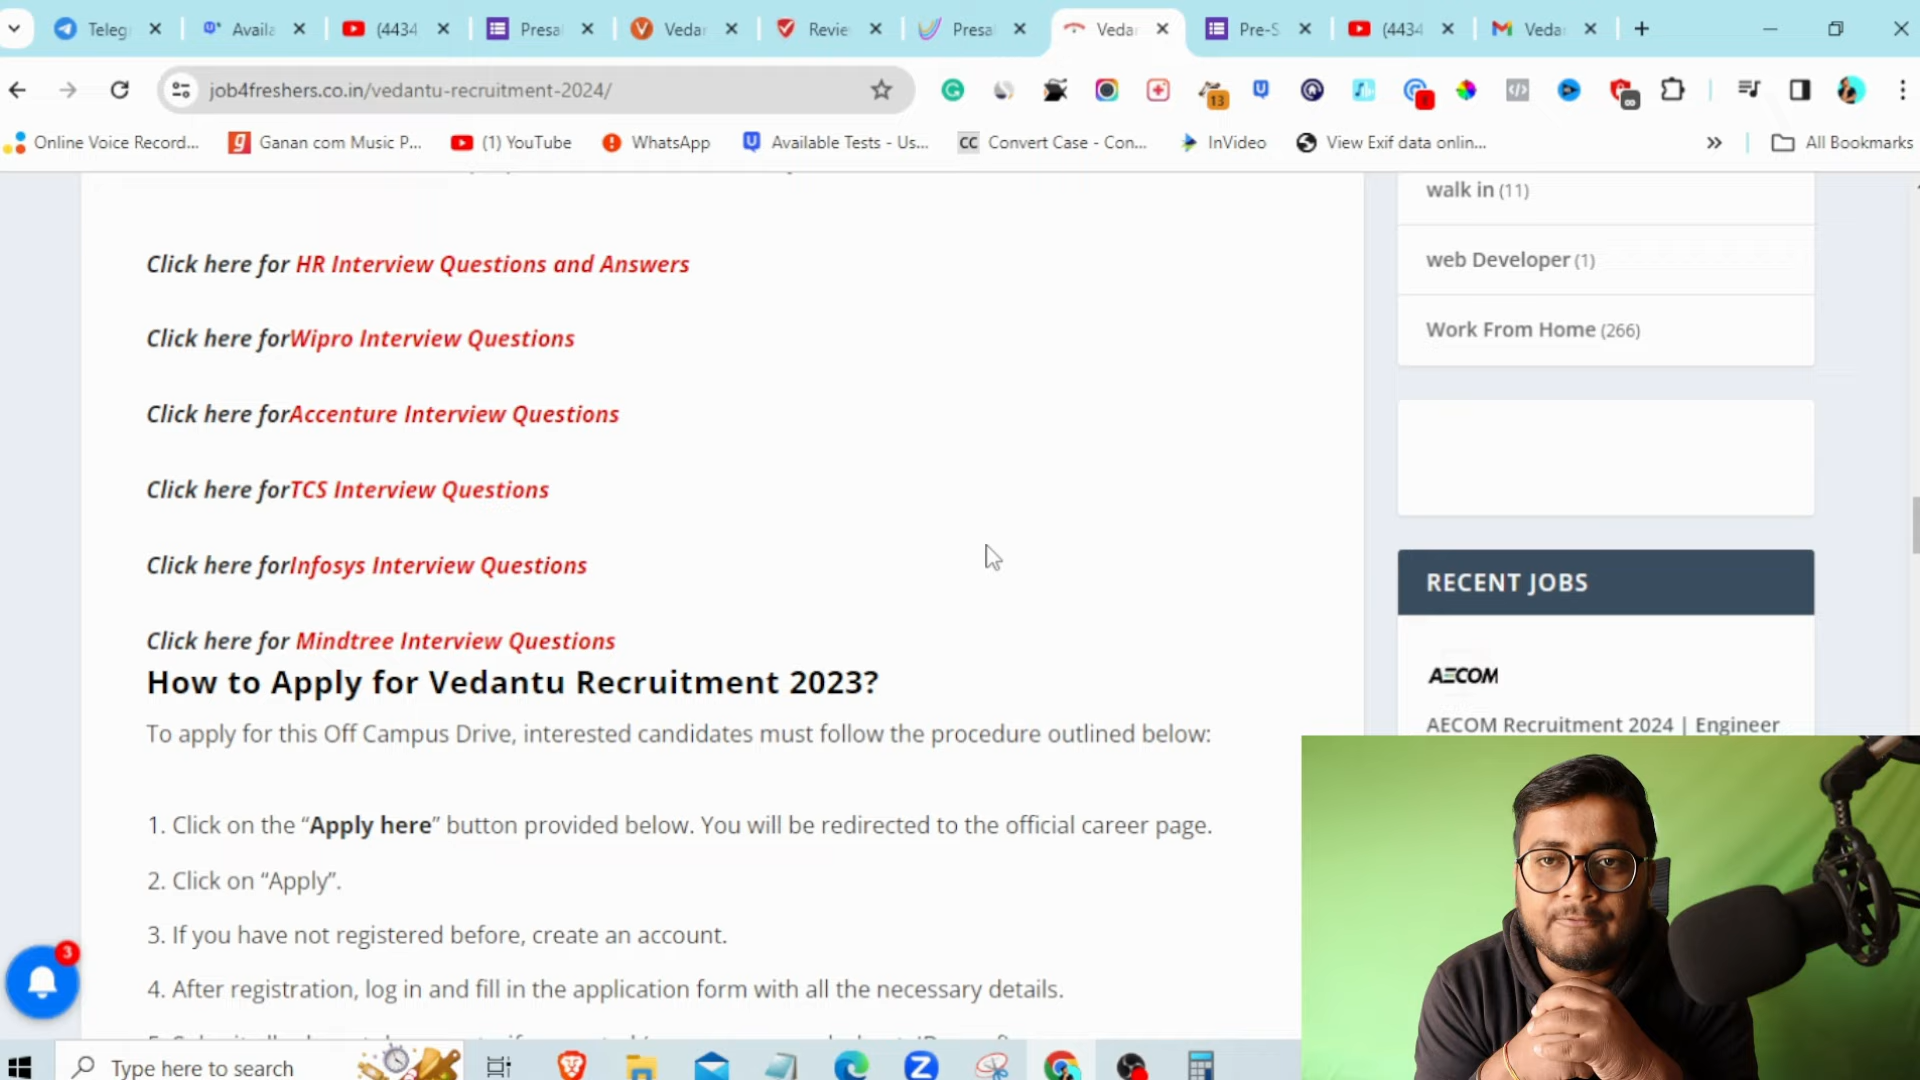 Teleg
Availa
(4434
Presa
Vedan
Revie
Presa
Vedan
Pre-S
(4434
Veda
job4freshers.co.in/vedantu-recruitment-2024/
13
Online Voice Record...
Ganan com Music P...
(1) YouTube
WhatsApp
Available Tests - Us...
CC Convert Case - Con...
InVideo
View Exif data onlin...
All Bookmarks
Click here for HR Interview Questions and Answers
Click here forWipro Interview Questions
Click here forAccenture Interview Questions
Click here forTCS Interview Questions
Click here forInfosys Interview Questions
Click here for Mindtree Interview Questions
How to Apply for Vedantu Recruitment 2023?
To apply for this Off Campus Drive, interested candidates must follow the procedure outlined below:
1. Click on the “Apply here” button provided below. You will be redirected to the official career page.
2. Click on “Apply”.
3. If you have not registered before, create an account.
4. After registration, log in and fill in the application form with all the necessary details.
walk in (11)
web Developer (1)
Work From Home (266)
RECENT JOBS
AECOM
AECOM Recruitment 2024 | Engineer
3
Type here to search